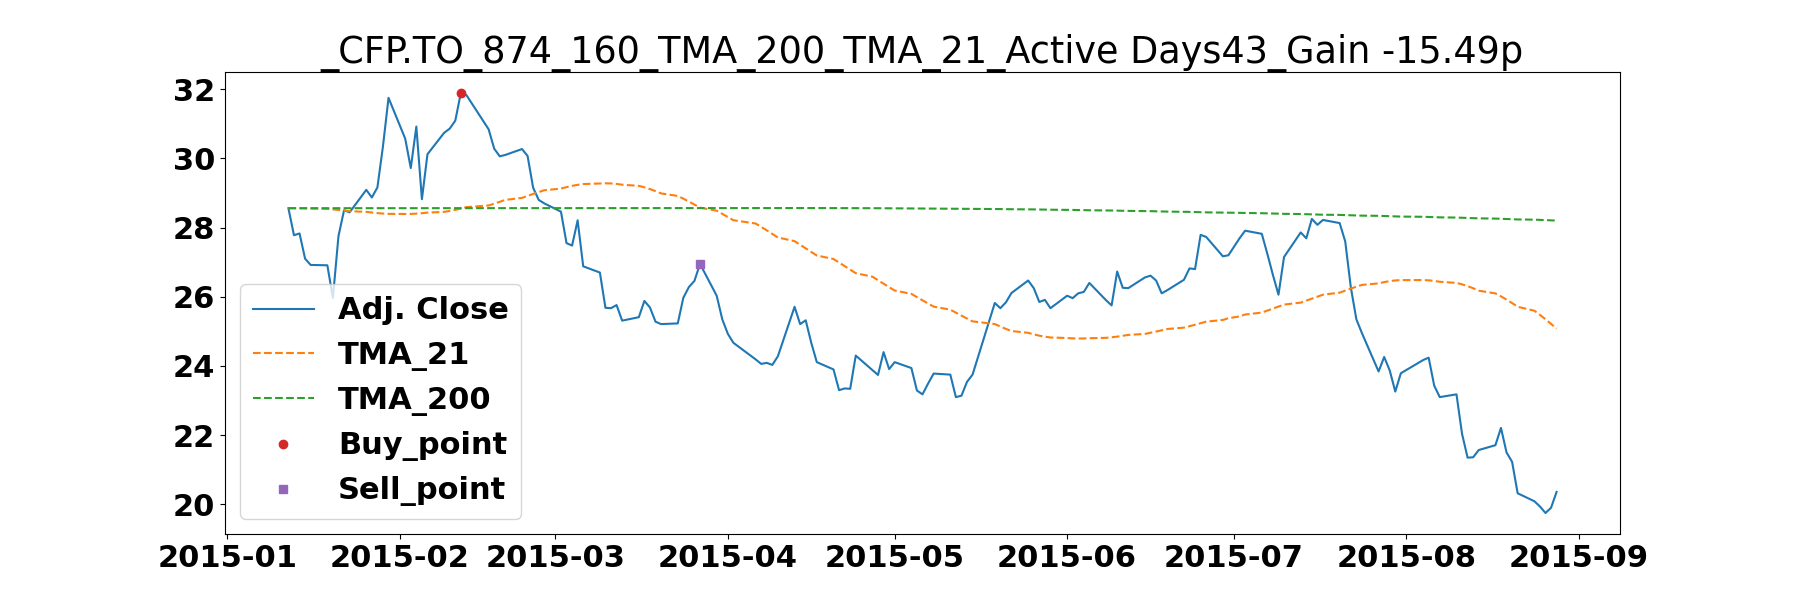 _CFP.TO_874_160_TMA_200_TMA_21_Active Days43_Gain -15.49p
32
30
28
26
24
22
20
Adj. Close
TMA_21
TMA_200
Buy_point
Sell_point
2015-01 2015-02 2015-03 2015-04 2015-05 2015-06 2015-07 2015-08 2015-09